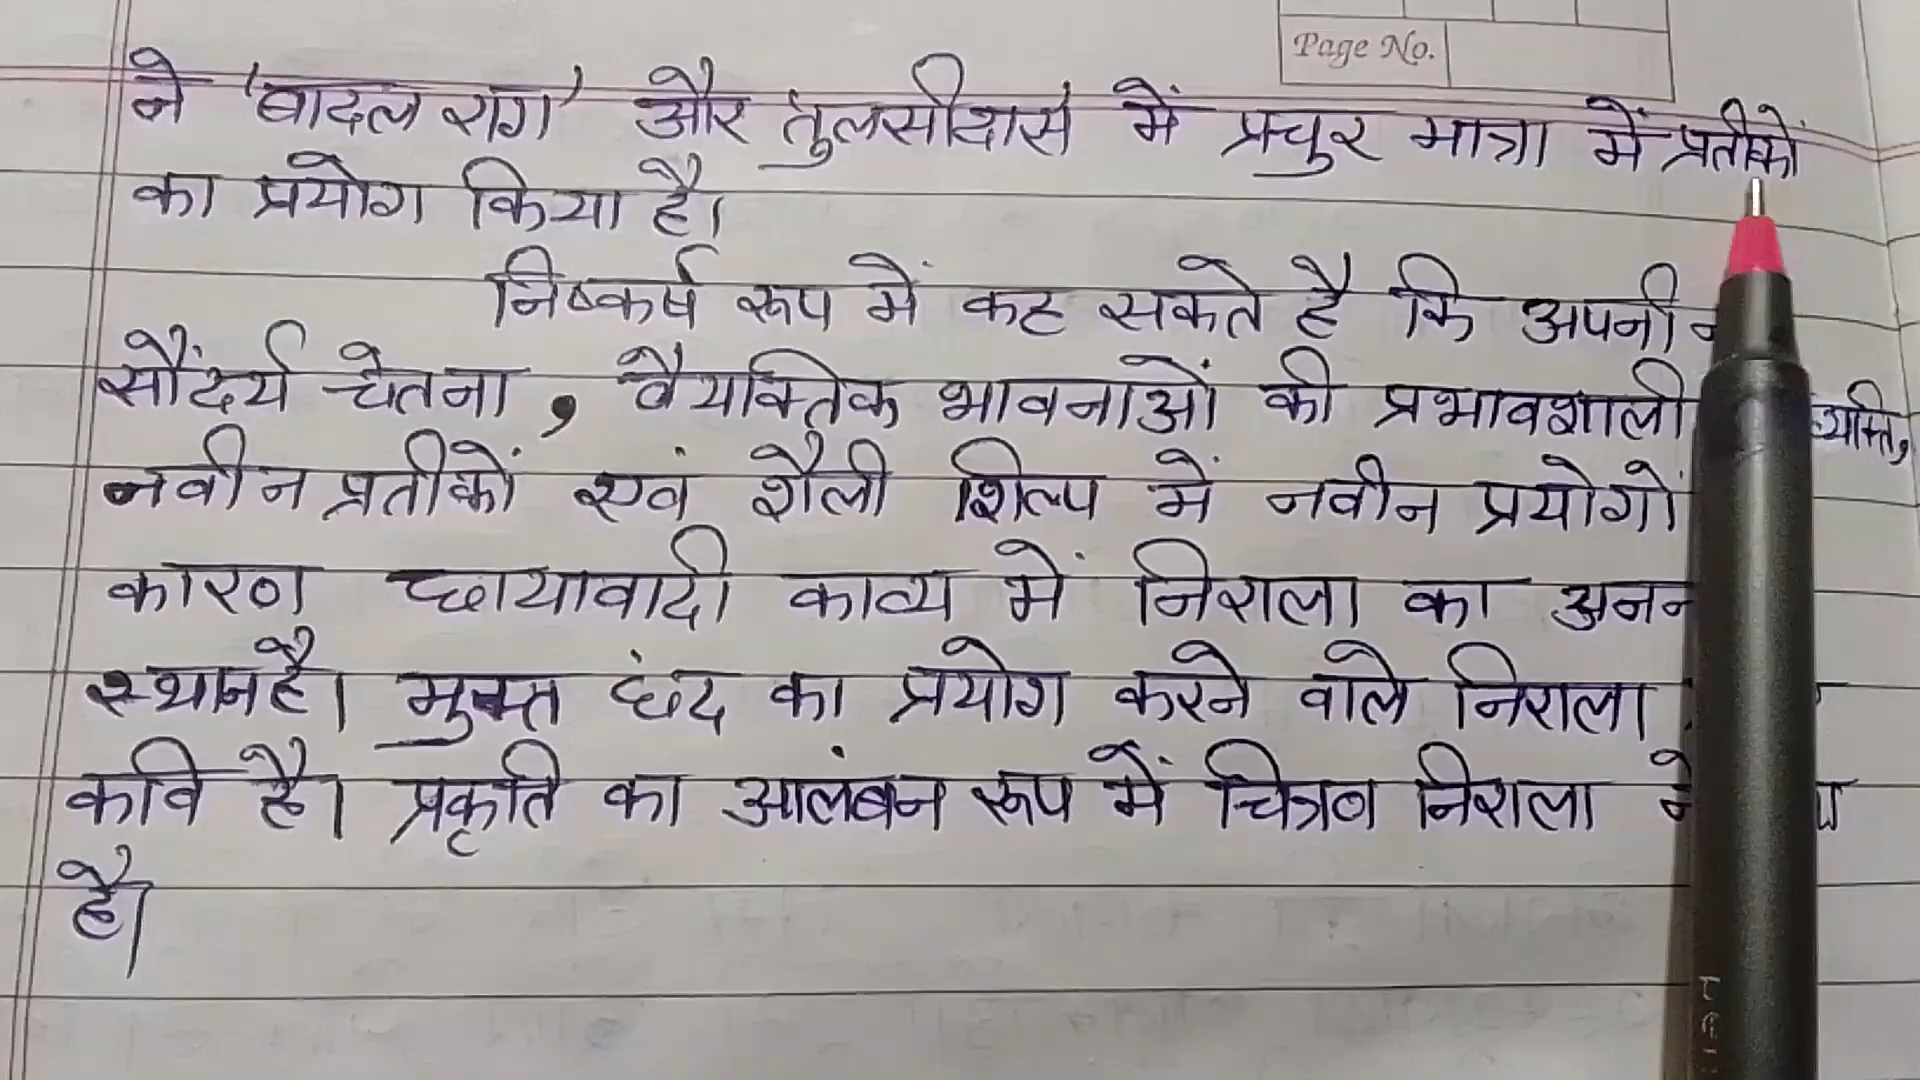 Page No.
ने 'बादल राग' और 'तुलसीदास' में प्रचुर मात्रा में प्रतीकों
का प्रयोग किया है।
निष्कर्ष रूप में कह सकते है कि अपनी
सौंदर्य चेतना, वैयक्तिक भावनाओं की प्रभावशाली
नवीन प्रतीकों एवं शैली शिल्प में नवीन प्रयोगों
कारण छायावादी काव्य में निराला का
स्थान है। मुक्त छंद का प्रयोग करने वाले निराला
कवि है। प्रकृति का आलंबन रूप में चित्रण निराला ने
है।